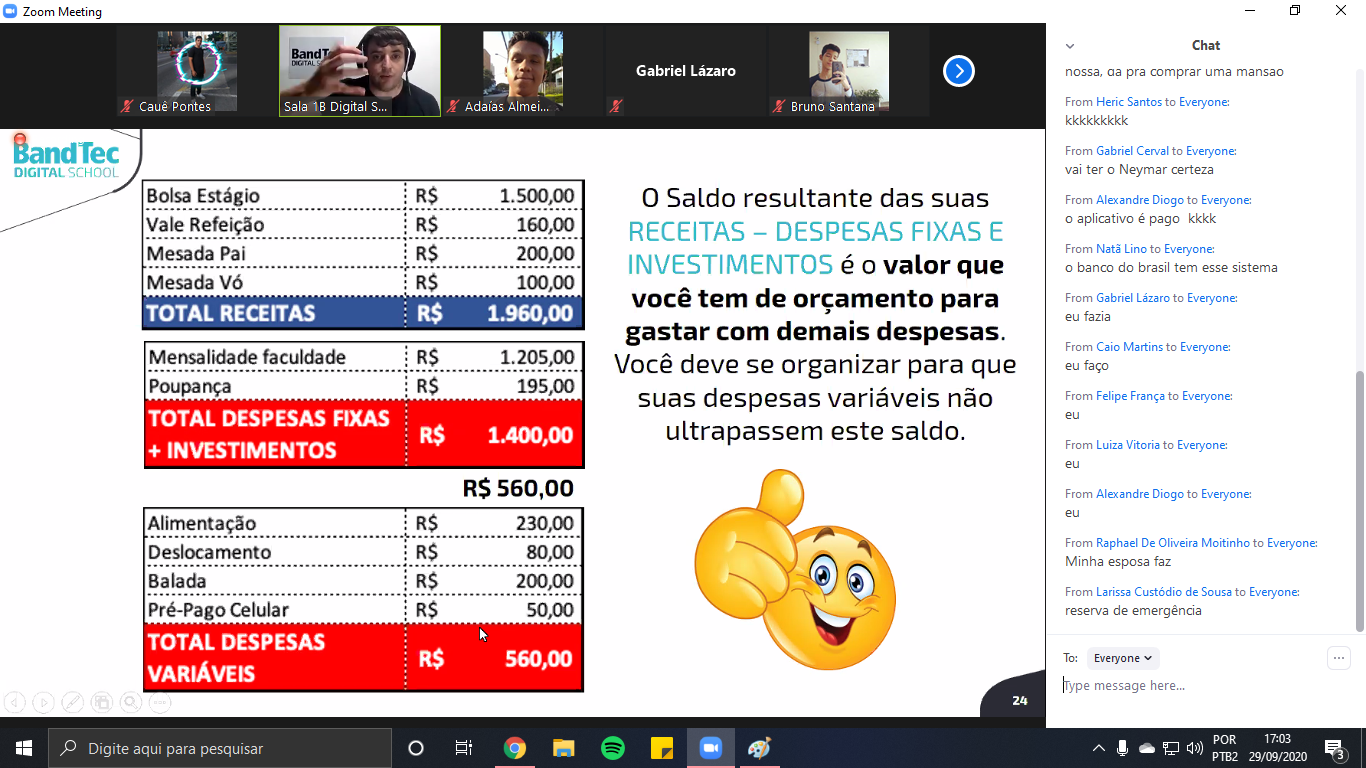 Zoom Meeting
Cauê Pontes
BandTec
DIGITAL SCHOOL
Sala 1B Digital S...
Adaías Almei...
Gabriel Lázaro
Bruno Santana
BandTec
DIGITAL SCHOOL
Bolsa Estágio R$ 1.500,00
Vale Refeição R$ 160,00
Mesada Pai R$ 200,00
Mesada Vó R$ 100,00
TOTAL RECEITAS R$ 1.960,00
Mensalidade faculdade R$ 1.205,00
Poupança R$ 195,00
TOTAL DESPESAS FIXAS
+ INVESTIMENTOS R$ 1.400,00
R$ 560,00
Alimentação R$ 230,00
Deslocamento R$ 80,00
Balada R$ 200,00
Pré-Pago Celular R$ 50,00
TOTAL DESPESAS
VARIÁVEIS R$ 560,00
O Saldo resultante das suas
RECEITAS – DESPESAS FIXAS E
INVESTIMENTOS é o valor que
você tem de orçamento para
gastar com demais despesas.
Você deve se organizar para que
suas despesas variáveis não
ultrapassem este saldo.
24
Chat
nossa, da pra comprar uma mansao
From Heric Santos to Everyone:
kkkkkkkkk
From Gabriel Cerval to Everyone:
vai ter o Neymar certeza
From Alexandre Diogo to Everyone:
o aplicativo é pago kkkk
From Natã Lino to Everyone:
o banco do brasil tem esse sistema
From Gabriel Lázaro to Everyone:
eu fazia
From Caio Martins to Everyone:
eu faço
From Felipe França to Everyone:
eu
From Luiza Vitoria to Everyone:
eu
From Alexandre Diogo to Everyone:
eu
From Raphael De Oliveira Moitinho to Everyone:
Minha esposa faz
From Larissa Custódio de Sousa to Everyone:
reserva de emergência
To: Everyone
Type message here...
Digite aqui para pesquisar
POR
PTB2
17:03
29/09/2020
3